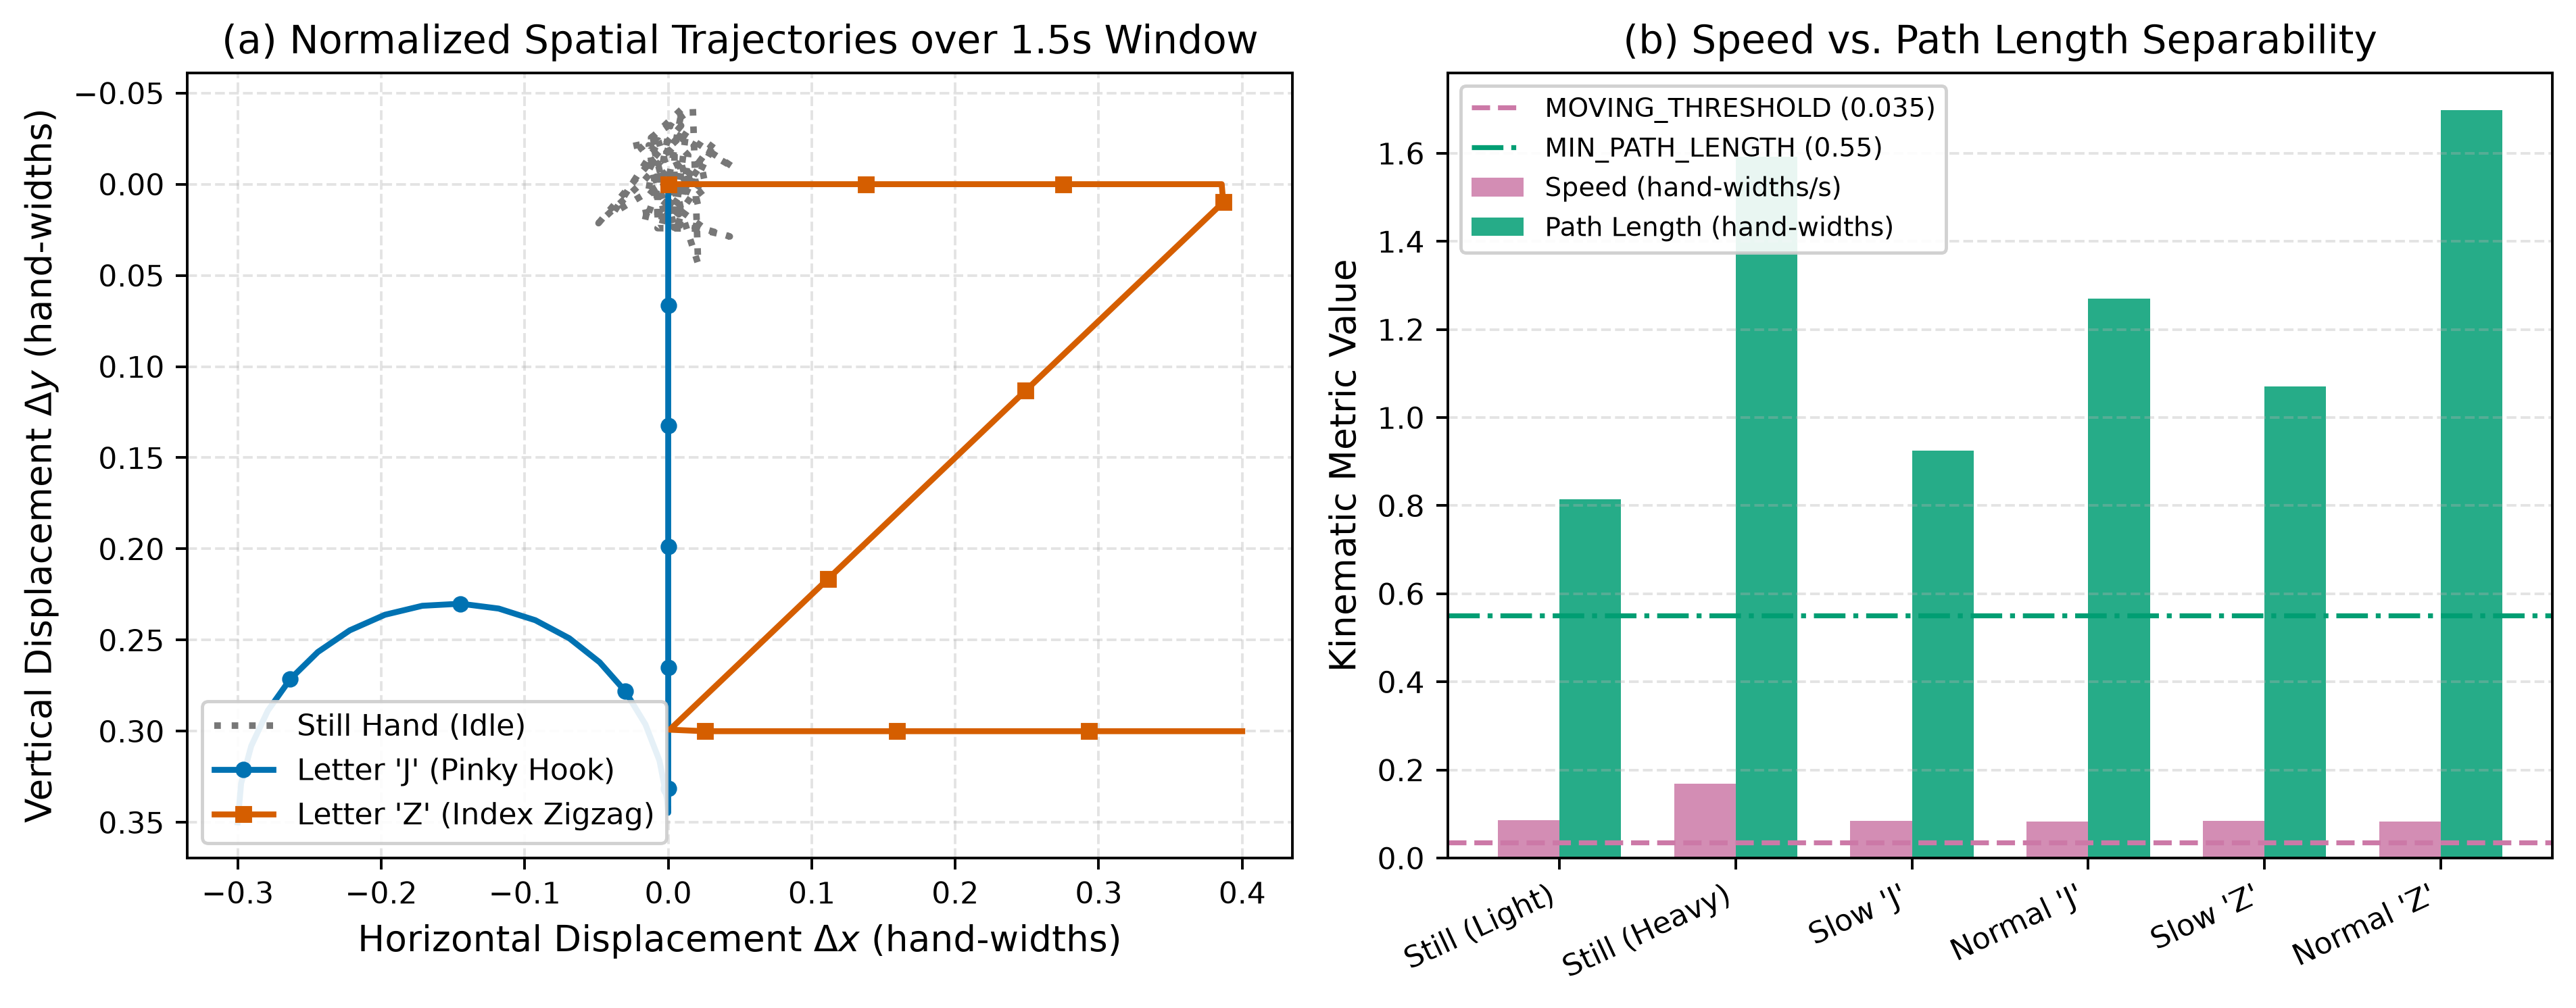 (a) Normalized Spatial Trajectories over 1.5s Window
Vertical Displacement Δy (hand-widths)
−0.05
0.00
0.05
0.10
0.15
0.20
0.25
0.30
0.35
Still Hand (Idle)
Letter 'J' (Pinky Hook)
Letter 'Z' (Index Zigzag)
−0.3
−0.2
−0.1
0.0
0.1
0.2
0.3
0.4
Horizontal Displacement Δx (hand-widths)
(b) Speed vs. Path Length Separability
Kinematic Metric Value
1.6
1.4
1.2
1.0
0.8
0.6
0.4
0.2
0.0
MOVING_THRESHOLD (0.035)
MIN_PATH_LENGTH (0.55)
Speed (hand-widths/s)
Path Length (hand-widths)
Still (Light)
Still (Heavy)
Slow 'J'
Normal 'J'
Slow 'Z'
Normal 'Z'